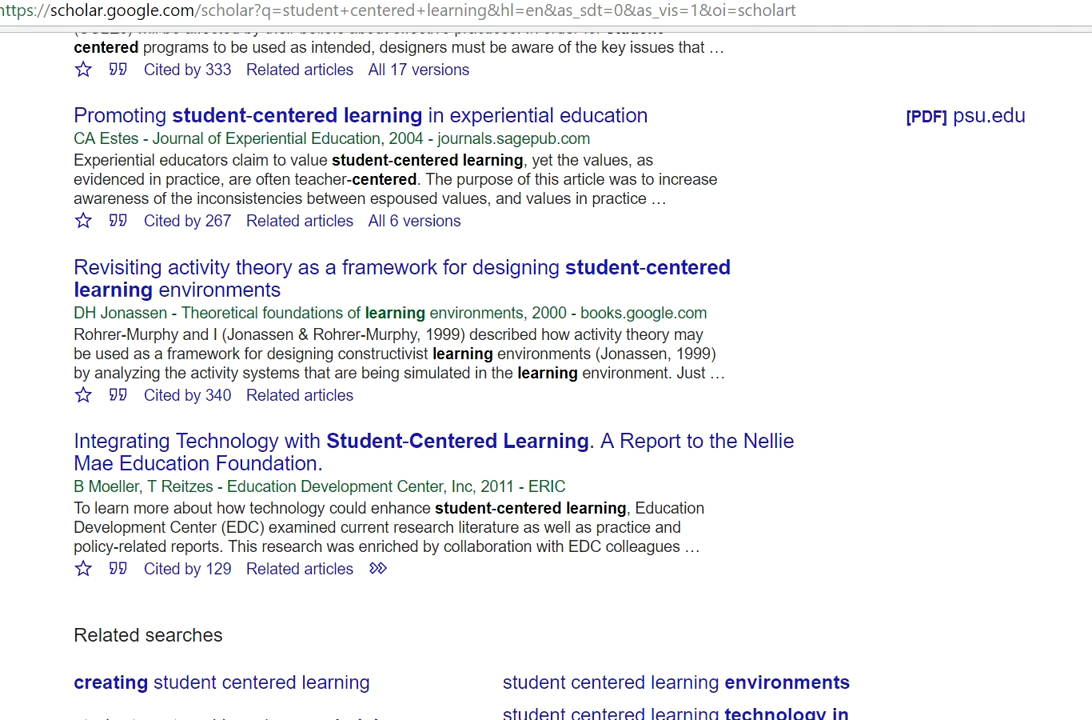 https://scholar.google.com/scholar?q=student+centered+learning&hl=en&as_sdt=0&as_vis=1&oi=scholart
centered programs to be used as intended, designers must be aware of the key issues that …
Cited by 333 Related articles All 17 versions
Promoting student-centered learning in experiential education
[PDF] psu.edu
CA Estes - Journal of Experiential Education, 2004 - journals.sagepub.com
Experiential educators claim to value student-centered learning, yet the values, as
evidenced in practice, are often teacher-centered. The purpose of this article was to increase
awareness of the inconsistencies between espoused values, and values in practice …
Cited by 267 Related articles All 6 versions
Revisiting activity theory as a framework for designing student-centered
learning environments
DH Jonassen - Theoretical foundations of learning environments, 2000 - books.google.com
Rohrer-Murphy and I (Jonassen & Rohrer-Murphy, 1999) described how activity theory may
be used as a framework for designing constructivist learning environments (Jonassen, 1999)
by analyzing the activity systems that are being simulated in the learning environment. Just …
Cited by 340 Related articles
Integrating Technology with Student-Centered Learning. A Report to the Nellie
Mae Education Foundation.
B Moeller, T Reitzes - Education Development Center, Inc, 2011 - ERIC
To learn more about how technology could enhance student-centered learning, Education
Development Center (EDC) examined current research literature as well as practice and
policy-related reports. This research was enriched by collaboration with EDC colleagues …
Cited by 129 Related articles
Related searches
creating student centered learning
student centered learning environments
student centered learning technology in